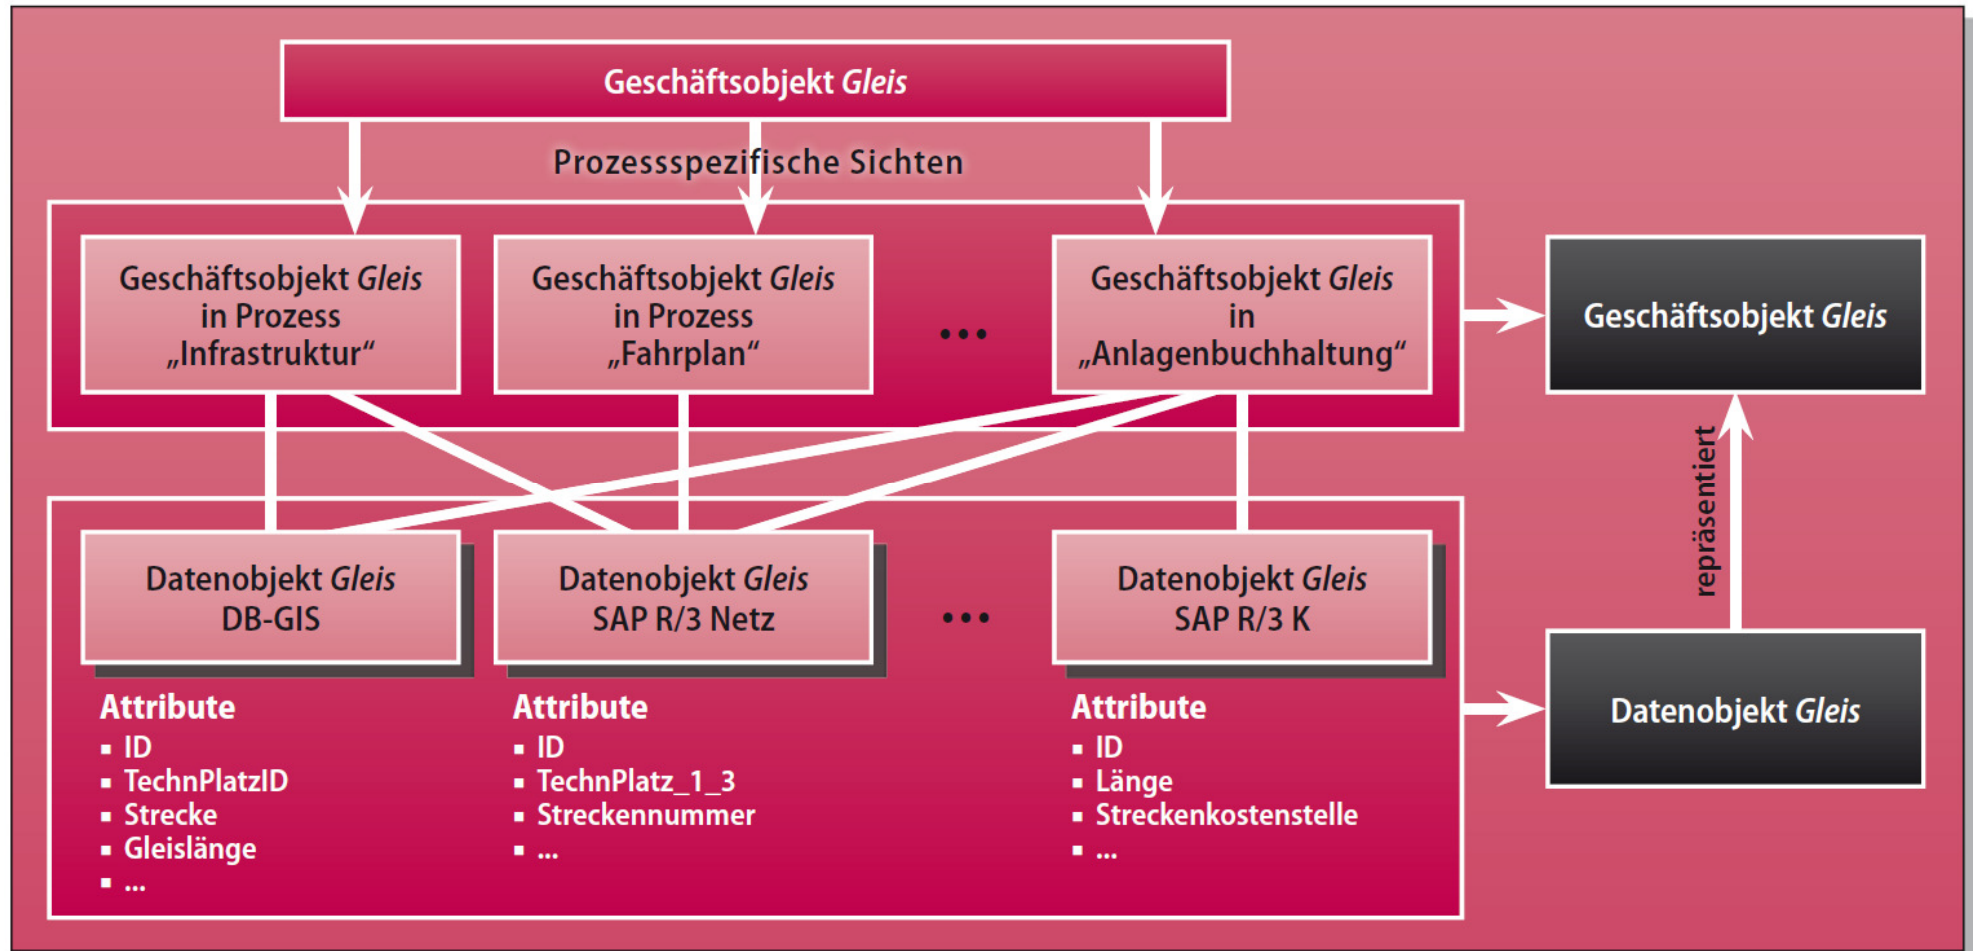 Geschäftsobjekt Gleis
Prozessspezifische Sichten
Geschäftsobjekt Gleis
in Prozess
„Infrastruktur“
Geschäftsobjekt Gleis
in Prozess
„Fahrplan“
...
Geschäftsobjekt Gleis
in
„Anlagenbuchhaltung“
Geschäftsobjekt Gleis
repräsentiert
Datenobjekt Gleis
DB-GIS
Datenobjekt Gleis
SAP R/3 Netz
...
Datenobjekt Gleis
SAP R/3 K
Datenobjekt Gleis
Attribute
▪ ID
▪ TechnPlatzID
▪ Strecke
▪ Gleislänge
▪ ...
Attribute
▪ ID
▪ TechnPlatz_1_3
▪ Streckennummer
▪ ...
Attribute
▪ ID
▪ Länge
▪ Streckenkostenstelle
▪ ...